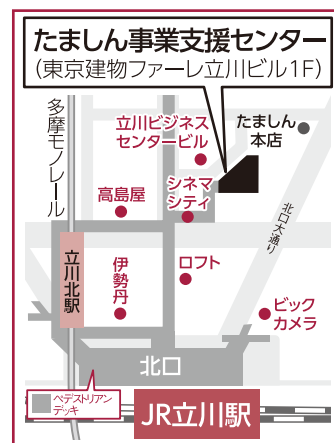 たましん事業支援センター
(東京建物ファーレ立川ビル1F)
多摩モノレール
立川ビジネス
センタービル
たましん
本店
高島屋
シネマ
シティ
北口大通り
立川北駅
伊勢丹
ロフト
ビック
カメラ
北口
ペデストリアン
デッキ
JR立川駅